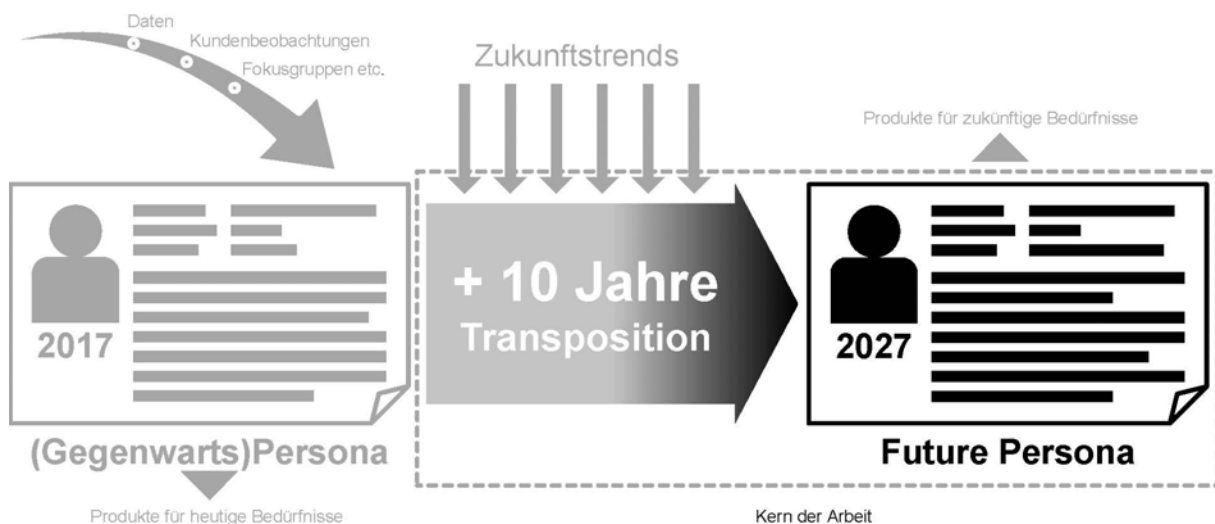 Daten
Kundenbeobachtungen
Fokusgruppen etc.
Zukunftstrends
Produkte für zukünftige Bedürfnisse
+ 10 Jahre
Transposition
2017
2027
(Gegenwarts)Persona
Future Persona
Produkte für heutige Bedürfnisse
Kern der Arbeit